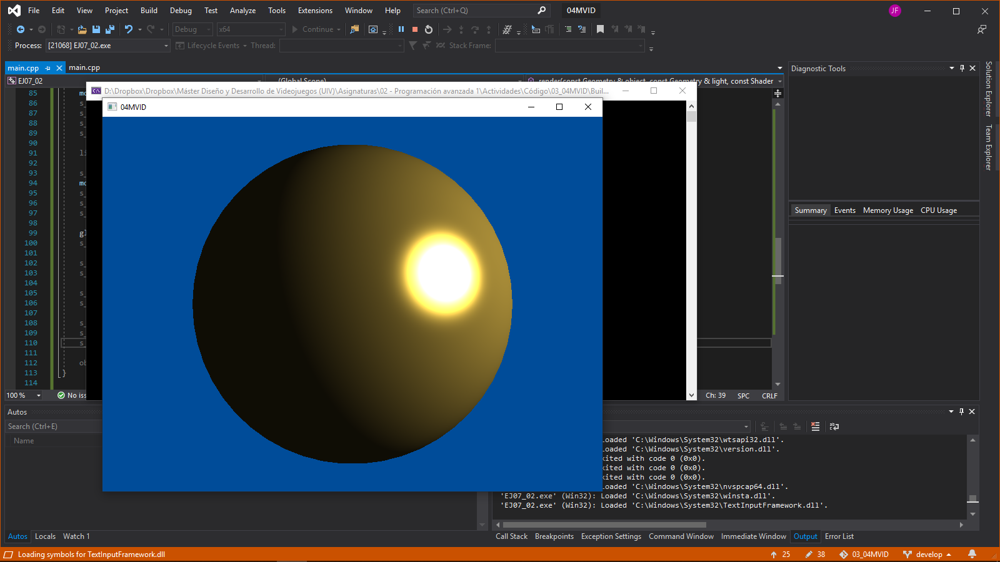 File Edit View Project Build Debug Test Analyze Tools Extensions Window Help Search (Ctrl+Q) 04MVID JF
Debug x64 Continue
Process: [21068] EJ07_02.exe Lifecycle Events Thread: Stack Frame:
main.cpp main.cpp
EJ07_02 (Global Scope) render(const Geometry & object, const Geometry & light, const Shader
D:\Dropbox\Dropbox\Máster Diseño y Desarrollo de Videojuegos (UIV)\Asignaturas\02 - Programación avanzada 1\Actividades\Código\03_04MVID\Buil...
04MVID
85 mo
86 s_
87 s_
88 s_
89 s_
90
91 li
92
93 s_
94 mo
95 s_
96 s_
97 s_
98
99 gl
100 s_
101
102 s_
103 s_
104
105 s_
106 s_
107
108 s_
109 s_
110 s_
111
112 ob
113 }
114
100 % No iss Ch: 39 SPC CRLF
Diagnostic Tools
Summary Events Memory Usage CPU Usage
Solution Explorer
Team Explorer
Autos
Search (Ctrl+E)
Name
Autos Locals Watch 1
oaded 'C:\Windows\System32\wtsapi32.dll'.
oaded 'C:\Windows\System32\version.dll'.
xited with code 0 (0x0).
xited with code 0 (0x0).
xited with code 0 (0x0).
oaded 'C:\Windows\System32\nvspcap64.dll'.
'EJ07_02.exe' (Win32): Loaded 'C:\Windows\System32\winsta.dll'.
'EJ07_02.exe' (Win32): Loaded 'C:\Windows\System32\TextInputFramework.dll'.
Call Stack Breakpoints Exception Settings Command Window Immediate Window Output Error List
Loading symbols for TextInputFramework.dll 25 38 03_04MVID develop